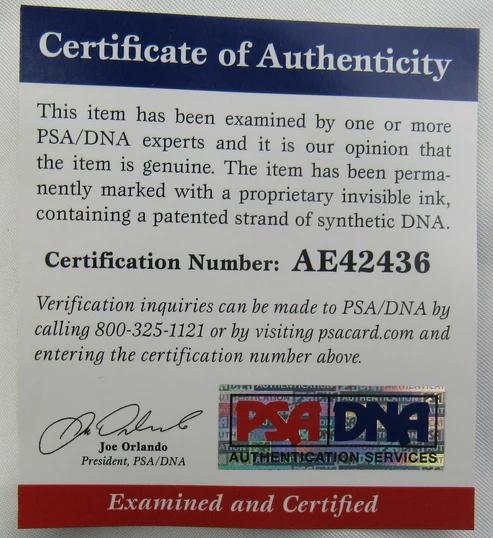 Certificate of Authenticity
This item has been examined by one or more
PSA/DNA experts and it is our opinion that
the item is genuine. The item has been perma-
nently marked with a proprietary invisible ink,
containing a patented strand of synthetic DNA.
Certification Number: AE42436
Verification inquiries can be made to PSA/DNA by
calling 800-325-1121 or by visiting psacard.com and
entering the certification number above.
Joe Orlando
President, PSA/DNA
PSA DNA
AUTHENTICATION SERVICES
Examined and Certified